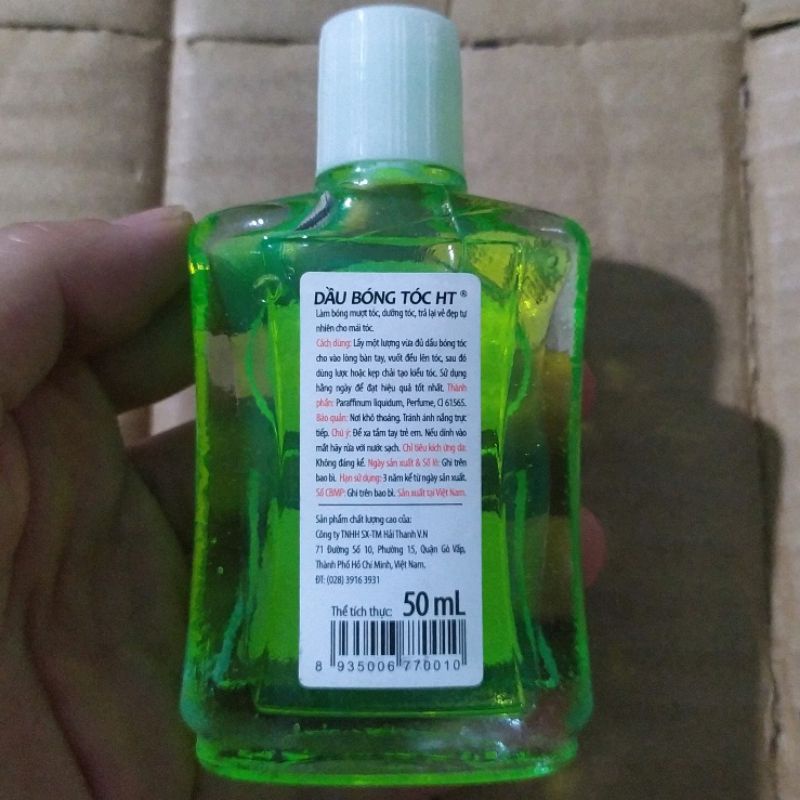 DẦU BÓNG TÓC HT ®
Làm bóng mượt tóc, dưỡng tóc, trả lại vẻ đẹp tự
nhiên cho mái tóc.
Cách dùng: Lấy một lượng vừa đủ dầu bóng tóc
cho vào lòng bàn tay, vuốt đều lên tóc, sau đó
dùng lược hoặc kẹp chải tạo kiểu tóc. Sử dụng
hằng ngày để đạt hiệu quả tốt nhất. Thành
phần: Paraffinum liquidum, Perfume, CI 61565.
Bảo quản: Nơi khô thoáng. Tránh ánh nắng trực
tiếp. Chú ý: Để xa tầm tay trẻ em. Nếu dính vào
mắt hãy rửa với nước sạch. Chỉ tiêu kích ứng da:
Không đáng kể. Ngày sản xuất & Số lô: Ghi trên
bao bì. Hạn sử dụng: 3 năm kể từ ngày sản xuất.
Số CBMP: Ghi trên bao bì. Sản xuất tại Việt Nam.
Sản phẩm chất lượng cao của:
Công ty TNHH SX-TM Hải Thanh V.N
71 Đường Số 10, Phường 15, Quận Gò Vấp,
Thành Phố Hồ Chí Minh, Việt Nam.
ĐT: (028) 3916 3931
Thể tích thực: 50 mL
8 935006 770010